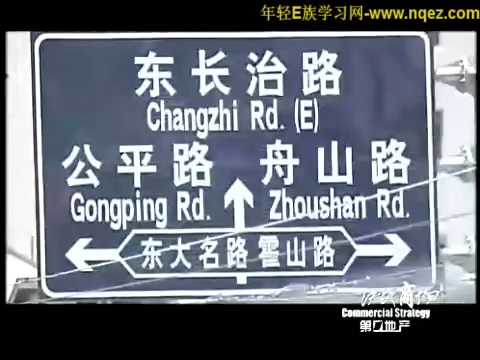 年轻E族学习网-www.nqez.com
东长治路
Changzhi Rd. (E)
公平路 舟山路
Gongping Rd. Zhoushan Rd.
东大名路 霍山路
Commercial Strategy